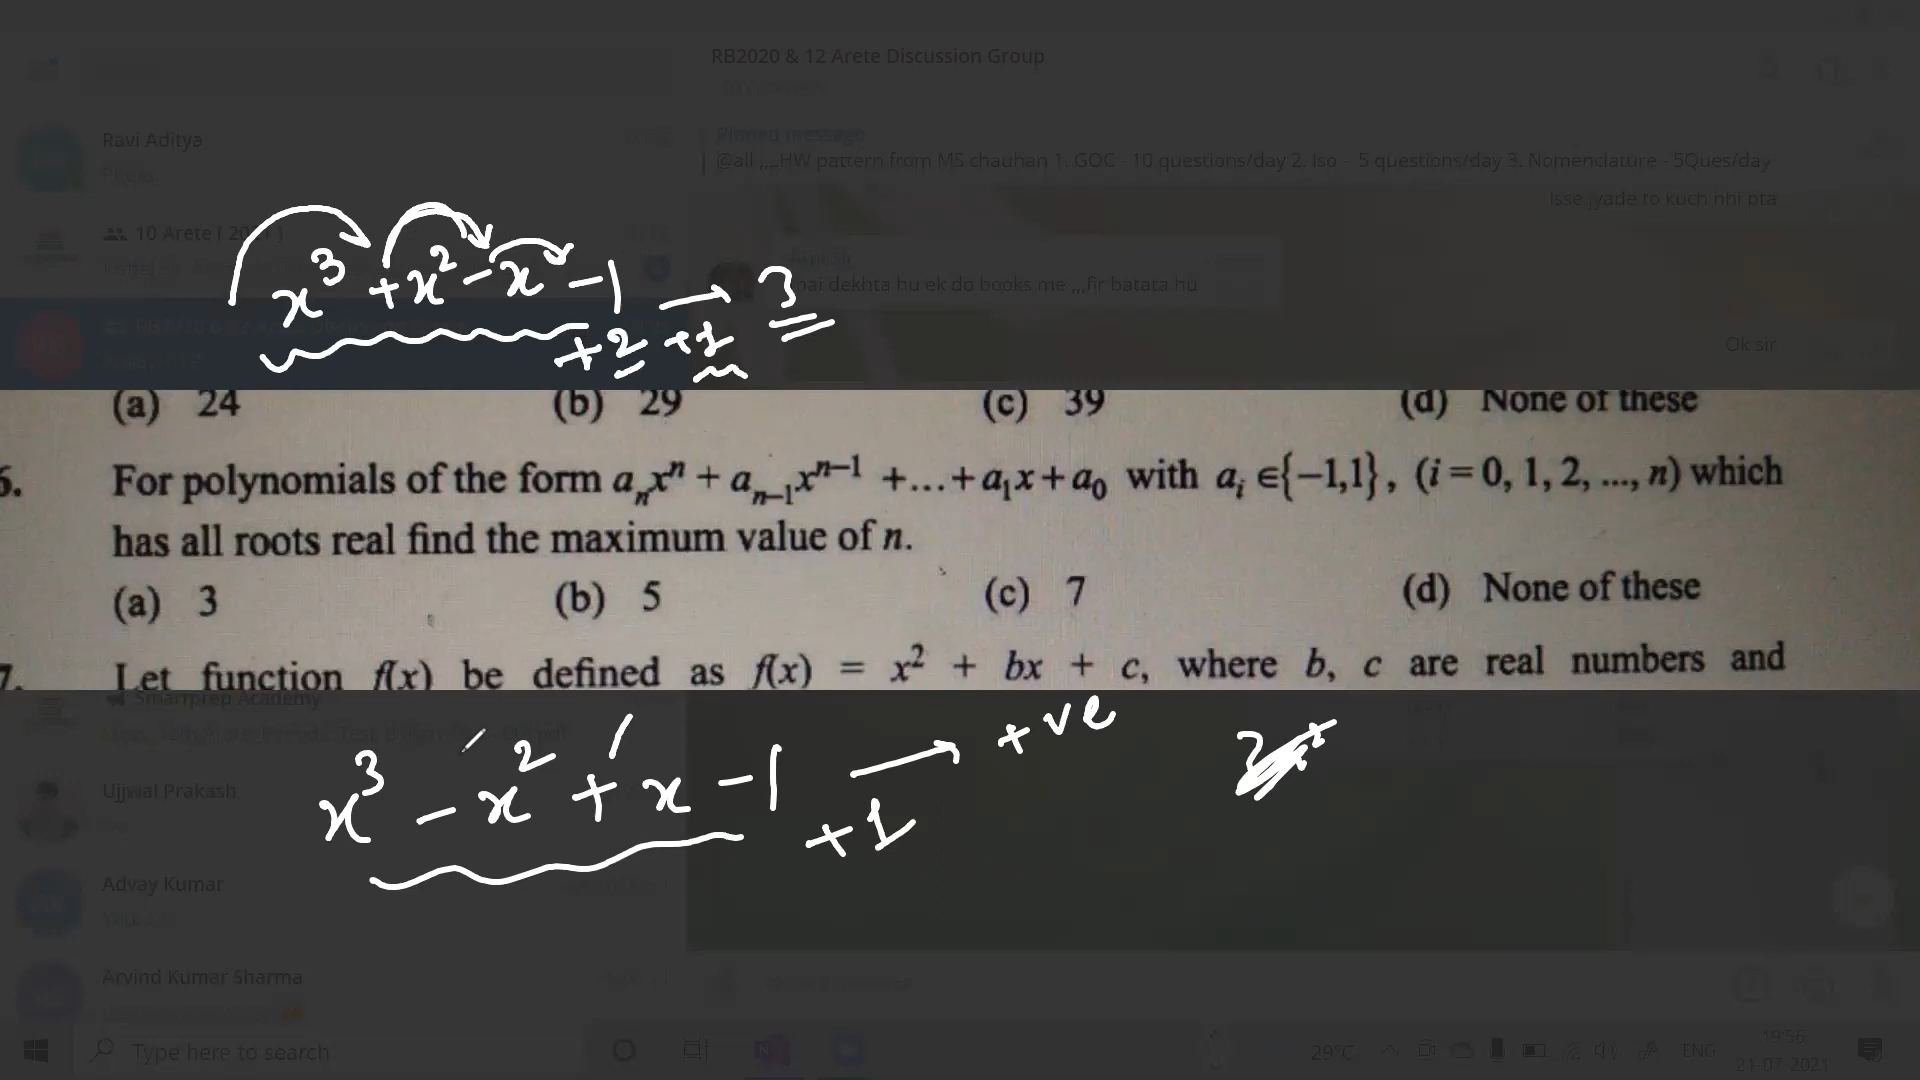 RB2020 & 12 Arete Discussion Group
Ravi Aditya
Pinned message
@all ,,,,HW pattern from MS chauhan 1. GOC - 10 questions/day 2. Iso - 5 questions/day 3. Nomenclature - 5Ques/day
isse jyade to kuch nhi pta
10 Arete ( 2021 )
x³ + x² - x - 1 → 3
+2 +1
hai dekhta hu ek do books me ,,,fir batata hu
Ok sir
(a) 24 (b) 29 (c) 39 (d) None of these
6. For polynomials of the form aₙxⁿ + aₙ₋₁xⁿ⁻¹ +...+a₁x+a₀ with aᵢ ∈{−1,1}, (i = 0, 1, 2, ..., n) which
has all roots real find the maximum value of n.
(a) 3 (b) 5 (c) 7 (d) None of these
7. Let function f(x) be defined as f(x) = x² + bx + c, where b, c are real numbers and
Smartprep Academy
x³ - x² + x - 1 → +ve
+1
Ujjwal Prakash
Advay Kumar
Arvind Kumar Sharma
Type here to search
29°C
ENG
19:56
21-07-2021